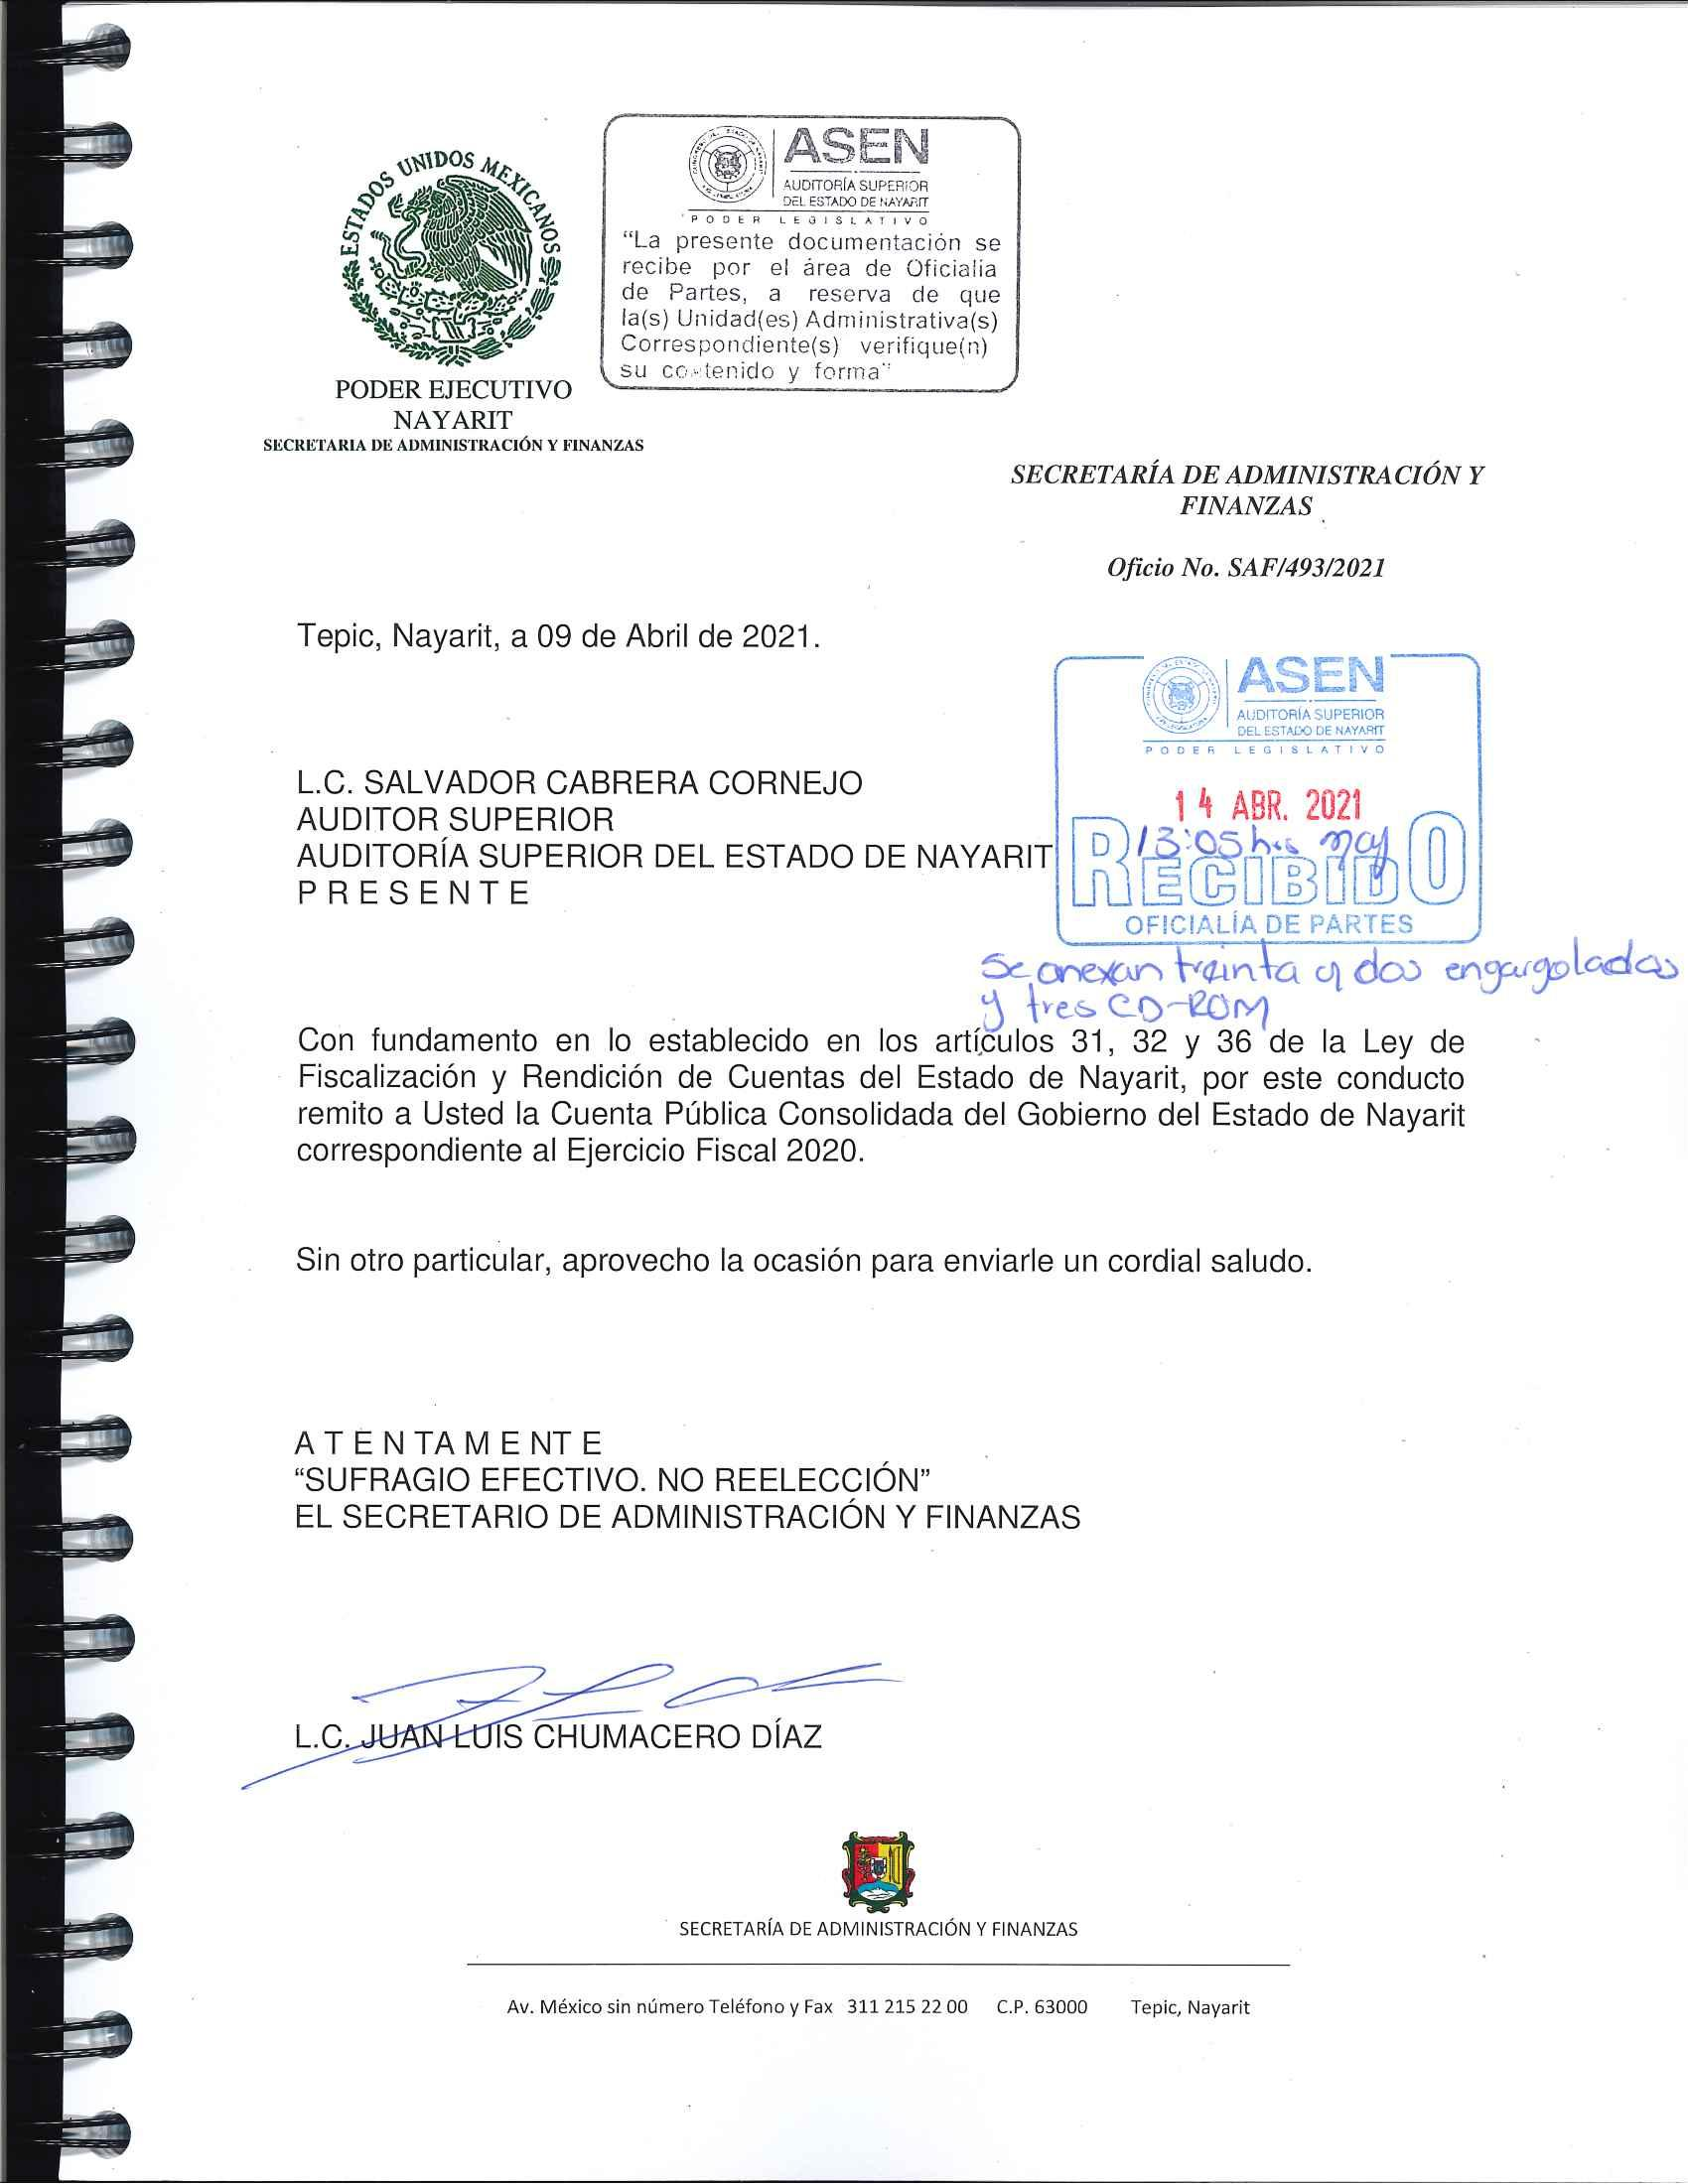 ESTADOS UNIDOS MEXICANOS
PODER EJECUTIVO
NAYARIT
SECRETARIA DE ADMINISTRACIÓN Y FINANZAS
ASEN
AUDITORÍA SUPERIOR
DEL ESTADO DE NAYARIT
PODER LEGISLATIVO
“La presente documentación se
recibe por el área de Oficialia
de Partes, a reserva de que
la(s) Unidad(es) Administrativa(s)
Correspondiente(s) verifique(n)
su contenido y forma”
SECRETARÍA DE ADMINISTRACIÓN Y
FINANZAS
Oficio No. SAF/493/2021
Tepic, Nayarit, a 09 de Abril de 2021.
ASEN
AUDITORÍA SUPERIOR
DEL ESTADO DE NAYARIT
PODER LEGISLATIVO
14 ABR. 2021
13:05 hrs
RECIBIDO
OFICIALÍA DE PARTES
Se anexan treinta y dos engargolados
y tres CD-ROM
L.C. SALVADOR CABRERA CORNEJO
AUDITOR SUPERIOR
AUDITORÍA SUPERIOR DEL ESTADO DE NAYARIT
P R E S E N T E
Con fundamento en lo establecido en los artículos 31, 32 y 36 de la Ley de
Fiscalización y Rendición de Cuentas del Estado de Nayarit, por este conducto
remito a Usted la Cuenta Pública Consolidada del Gobierno del Estado de Nayarit
correspondiente al Ejercicio Fiscal 2020.
Sin otro particular, aprovecho la ocasión para enviarle un cordial saludo.
A T E N TA M E NT E
“SUFRAGIO EFECTIVO. NO REELECCIÓN”
EL SECRETARIO DE ADMINISTRACIÓN Y FINANZAS
L.C. JUAN LUIS CHUMACERO DÍAZ
SECRETARÍA DE ADMINISTRACIÓN Y FINANZAS
Av. México sin número Teléfono y Fax 311 215 22 00 C.P. 63000 Tepic, Nayarit